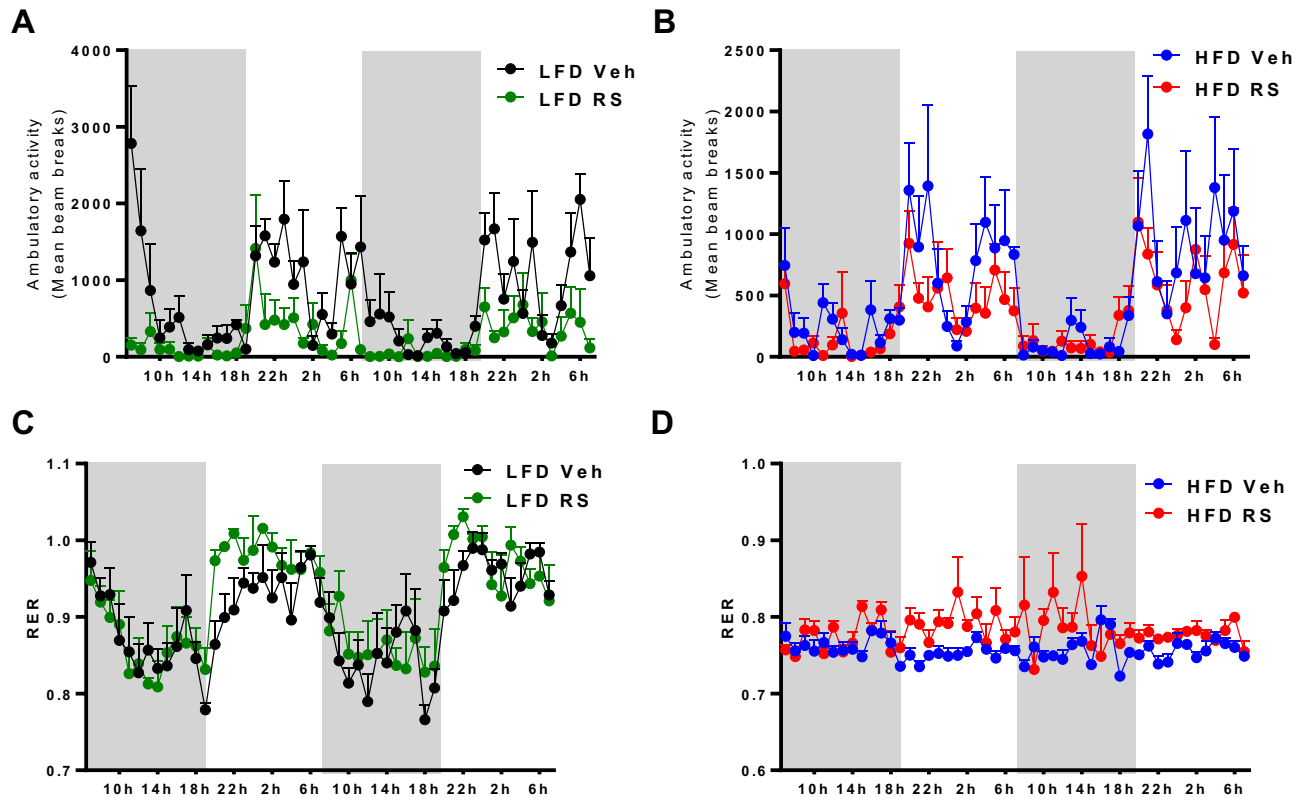 A
Ambulatory activity
(Mean beam breaks)
4000
3000
2000
1000
0
LFD Veh
LFD RS
10h 14h 18h 22h 2h 6h 10h 14h 18h 22h 2h 6h
B
Ambulatory activity
(Mean beam breaks)
2500
2000
1500
1000
500
0
HFD Veh
HFD RS
10h 14h 18h 22h 2h 6h 10h 14h 18h 22h 2h 6h
C
RER
1.1
1.0
0.9
0.8
0.7
LFD Veh
LFD RS
10h 14h 18h 22h 2h 6h 10h 14h 18h 22h 2h 6h
D
RER
1.0
0.9
0.8
0.7
0.6
HFD Veh
HFD RS
10h 14h 18h 22h 2h 6h 10h 14h 18h 22h 2h 6h